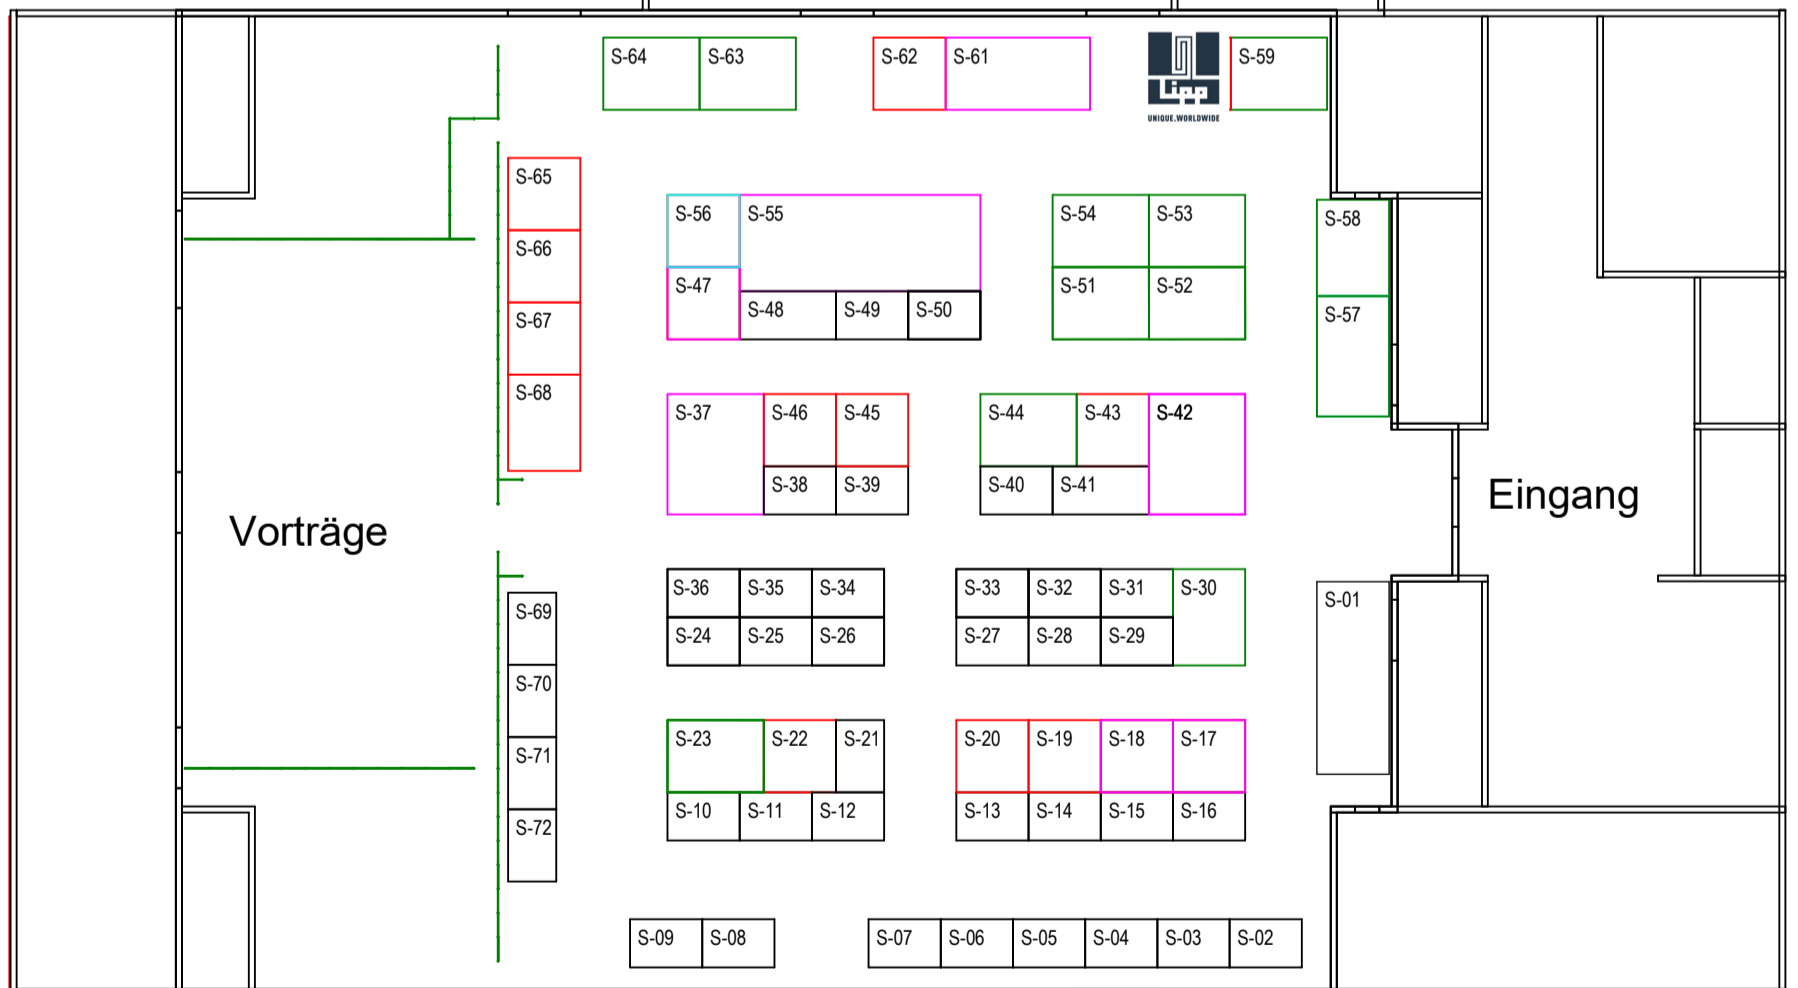 S-64 S-63 S-62 S-61 Lipp S-59
UNIQUE.WORLDWIDE
S-65
S-56 S-55 S-54 S-53 S-58
S-66
S-47 S-51 S-52
S-48 S-49 S-50 S-57
S-67
S-68
S-37 S-46 S-45 S-44 S-43 S-42
S-38 S-39 S-40 S-41
Eingang
Vorträge
S-36 S-35 S-34 S-33 S-32 S-31 S-30
S-01
S-69
S-24 S-25 S-26 S-27 S-28 S-29
S-70
S-23 S-22 S-21 S-20 S-19 S-18 S-17
S-71
S-10 S-11 S-12 S-13 S-14 S-15 S-16
S-72
S-09 S-08 S-07 S-06 S-05 S-04 S-03 S-02